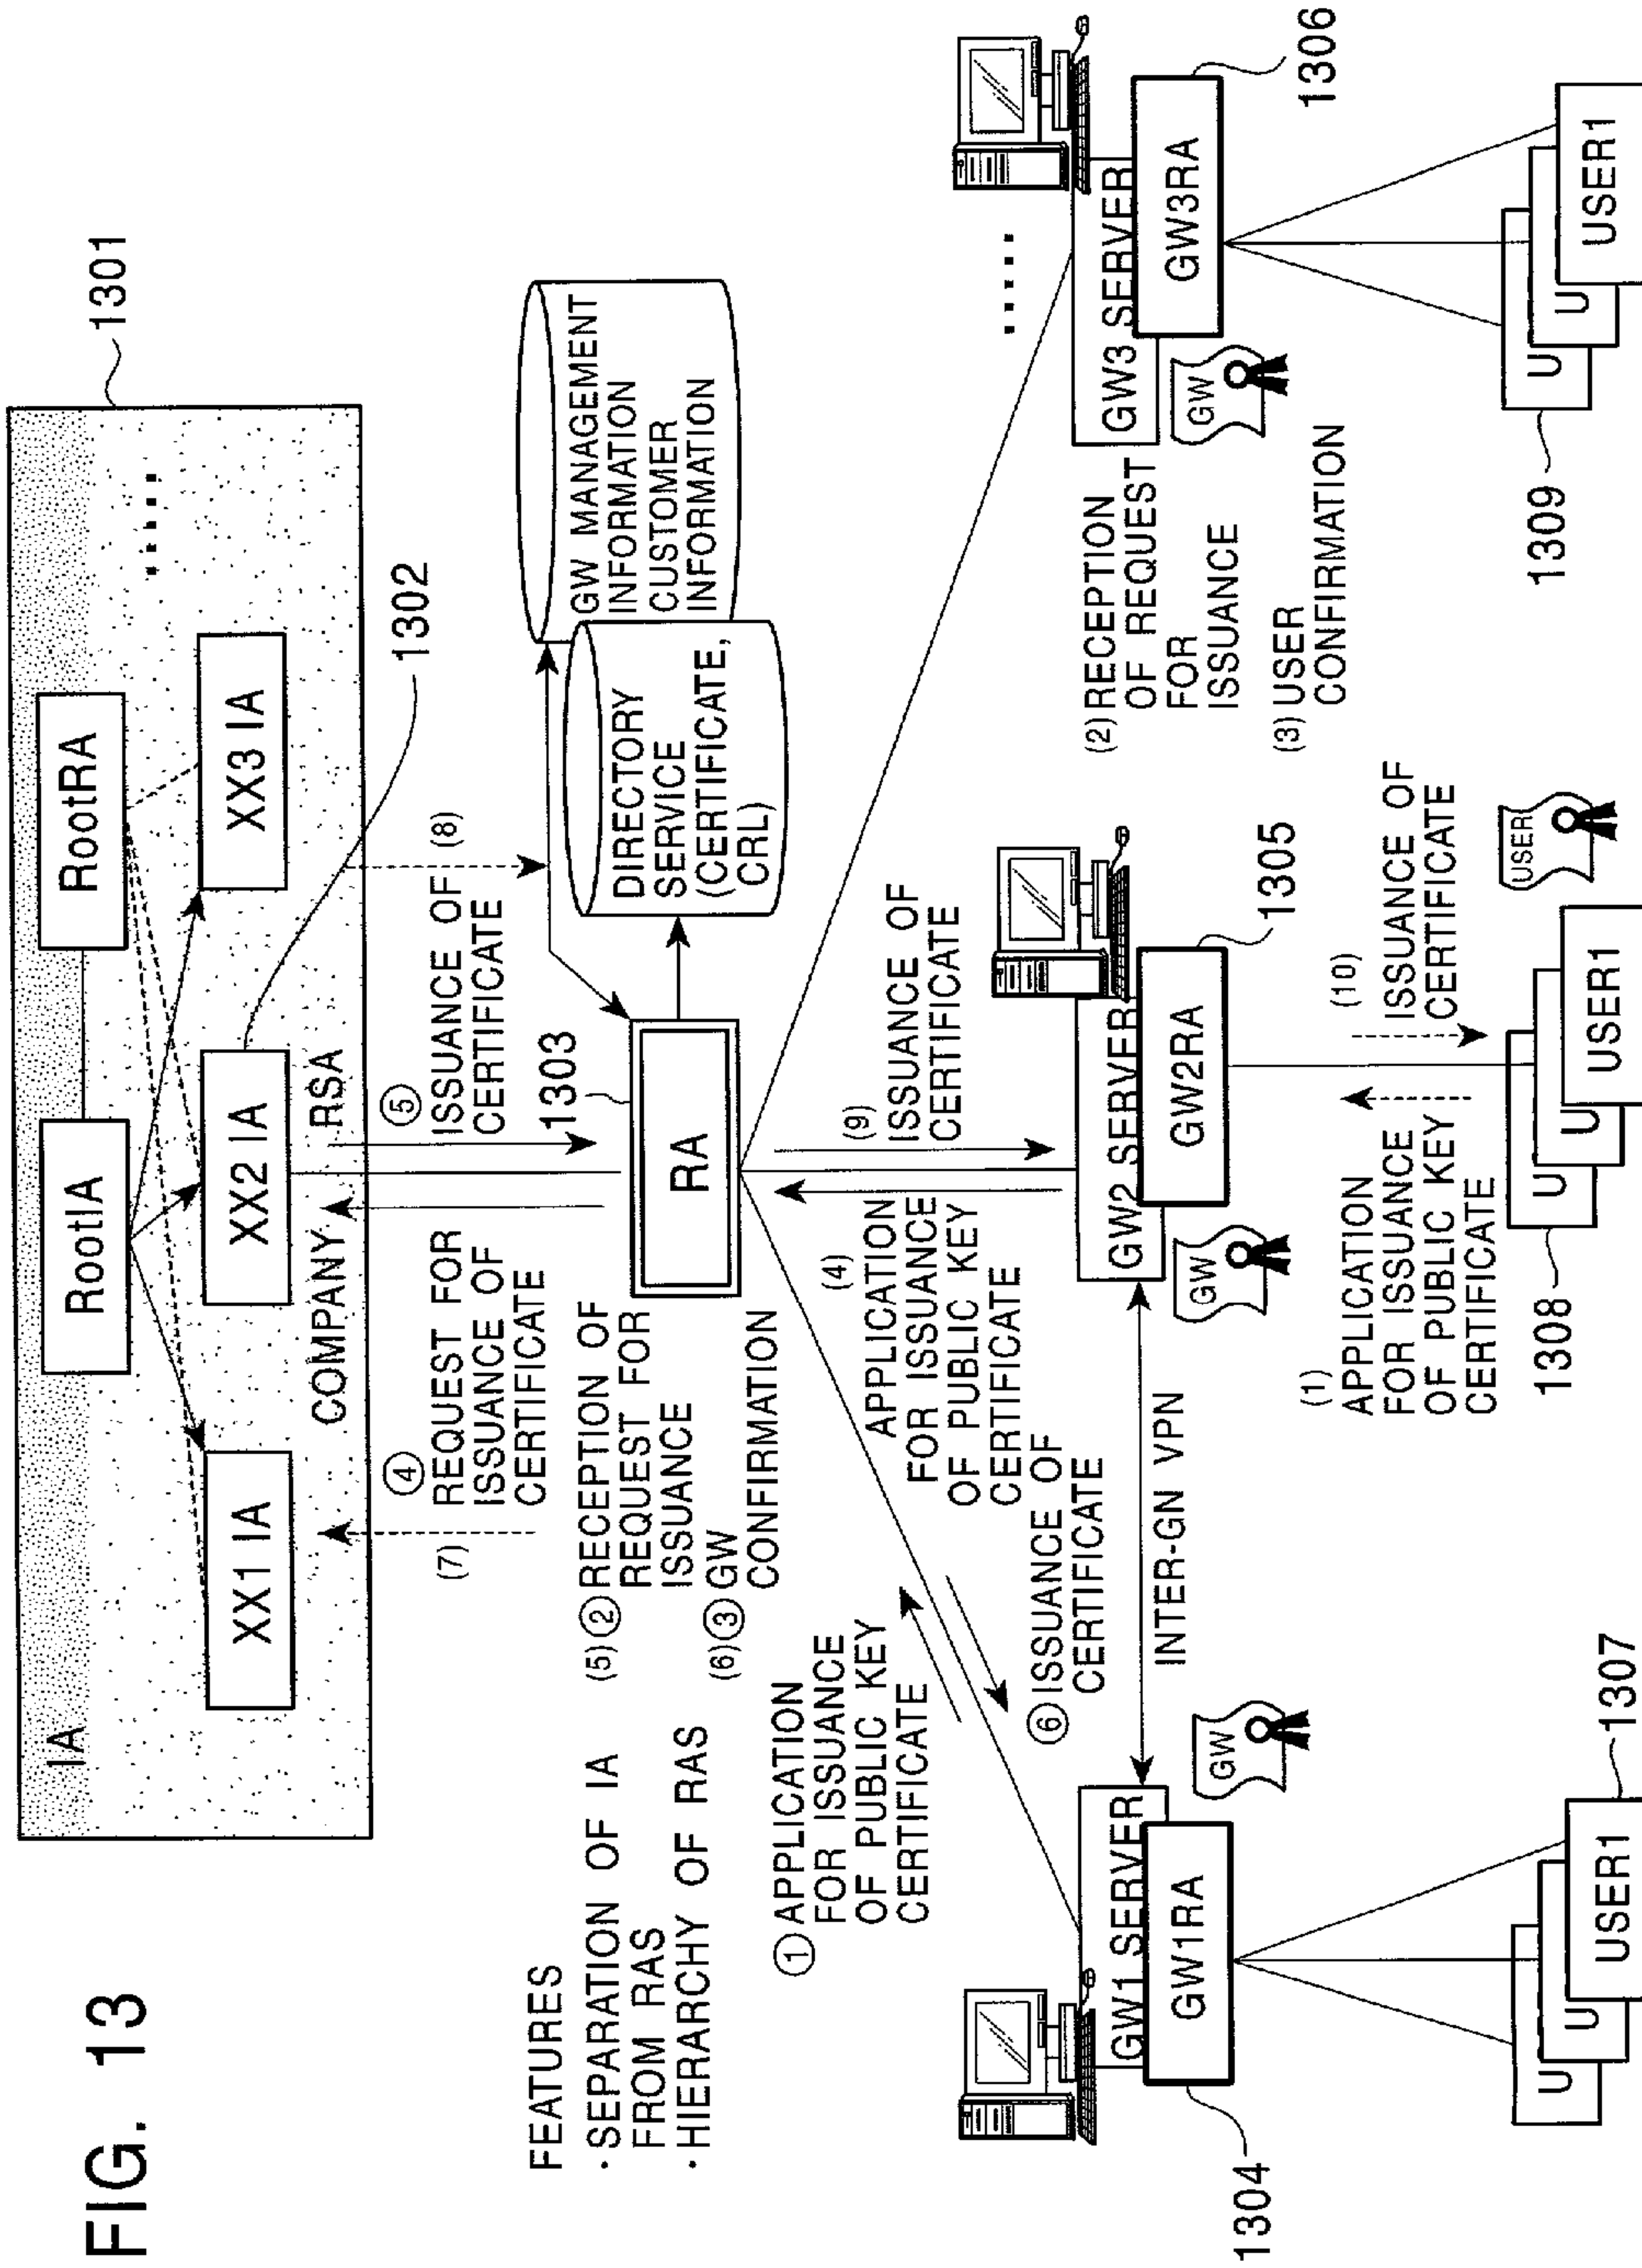 FIG. 13
IA
RootIA
RootRA
.....
1301
XX1 IA
XX2 IA
XX3 IA
COMPANY
RSA
1302
(7)
④
REQUEST FOR
ISSUANCE OF
CERTIFICATE
⑤
ISSUANCE OF
CERTIFICATE
(8)
FEATURES
· SEPARATION OF IA
FROM RAS
· HIERARCHY OF RAS
(5)② RECEPTION OF
REQUEST FOR
ISSUANCE
(6)③ GW
CONFIRMATION
1303
RA
DIRECTORY
SERVICE
(CERTIFICATE,
CRL)
GW MANAGEMENT
INFORMATION
CUSTOMER
INFORMATION
① APPLICATION
FOR ISSUANCE
OF PUBLIC KEY
CERTIFICATE
⑥ ISSUANCE OF
CERTIFICATE
(4)
APPLICATION
FOR ISSUANCE
OF PUBLIC KEY
CERTIFICATE
(9)
ISSUANCE OF
CERTIFICATE
GW1 SERVER
GW1RA
1304
GW
INTER-GN VPN
GW2 SERVER
GW2RA
1305
GW
(2) RECEPTION
OF REQUEST
FOR
ISSUANCE
(3) USER
CONFIRMATION
.....
GW3 SERVER
GW3RA
1306
GW
(1)
APPLICATION
FOR ISSUANCE
OF PUBLIC KEY
CERTIFICATE
(10)
ISSUANCE OF
CERTIFICATE
USER
U
U
USER1
1307
1308
U
U
USER1
1309
U
U
USER1